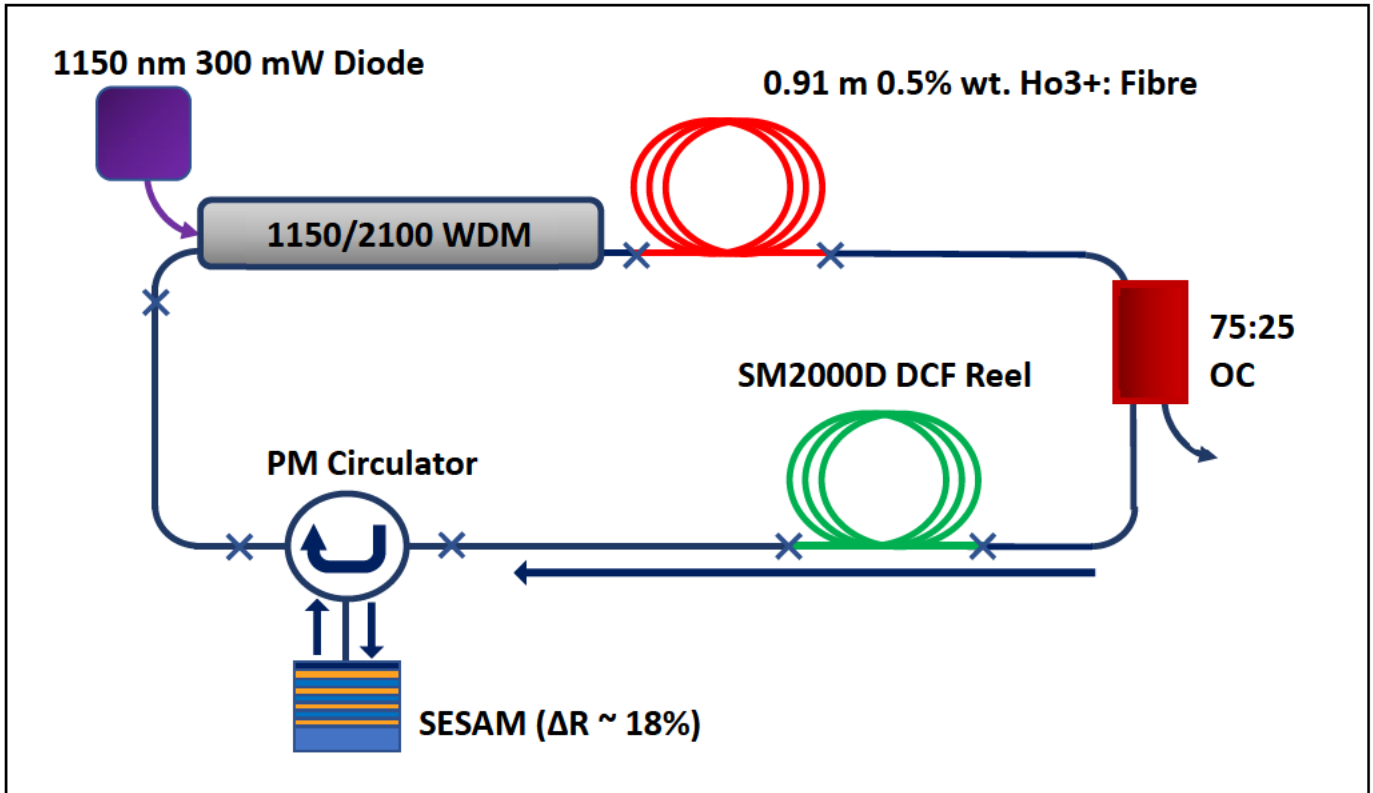 1150 nm 300 mW Diode
0.91 m 0.5% wt. Ho3+: Fibre
1150/2100 WDM
75:25
OC
SM2000D DCF Reel
PM Circulator
SESAM (ΔR ~ 18%)